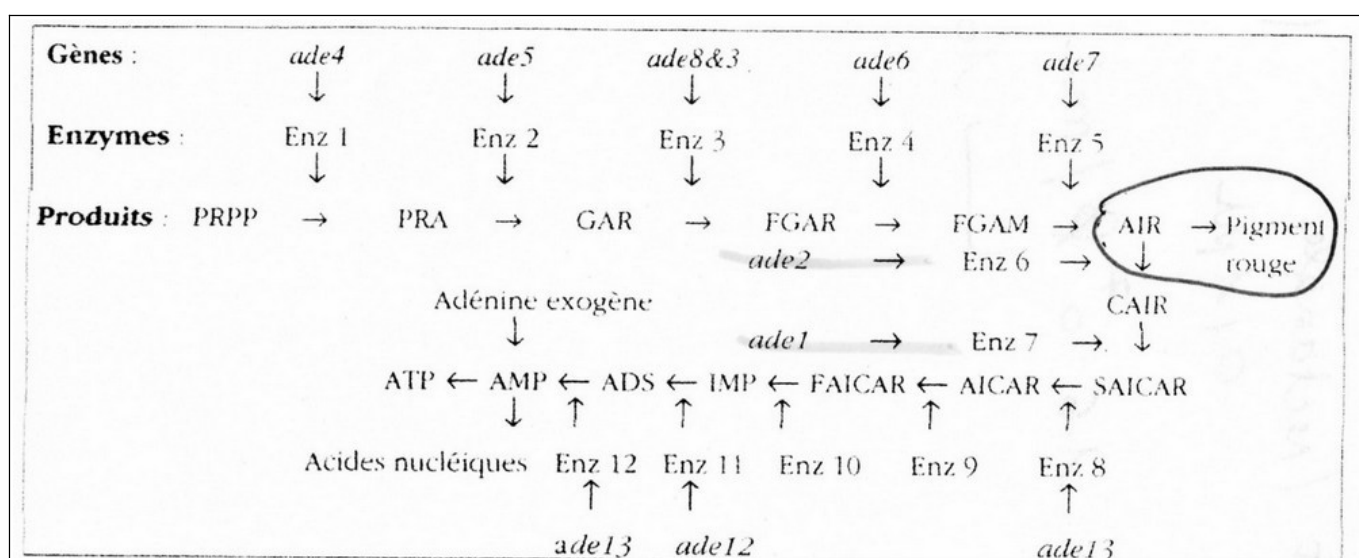 Gènes : ade4 ade5 ade8&3 ade6 ade7
↓ ↓ ↓ ↓ ↓
Enzymes : Enz 1 Enz 2 Enz 3 Enz 4 Enz 5
↓ ↓ ↓ ↓ ↓
Produits : PRPP → PRA → GAR → FGAR → FGAM → AIR → Pigment
ade2 → Enz 6 → ↓ rouge
Adénine exogène CAIR
↓ ade1 → Enz 7 → ↓
ATP ← AMP ← ADS ← IMP ← FAICAR ← AICAR ← SAICAR
↓ ↑ ↑ ↑ ↑ ↑
Acides nucléiques Enz 12 Enz 11 Enz 10 Enz 9 Enz 8
↑ ↑ ↑
ade13 ade12 ade13